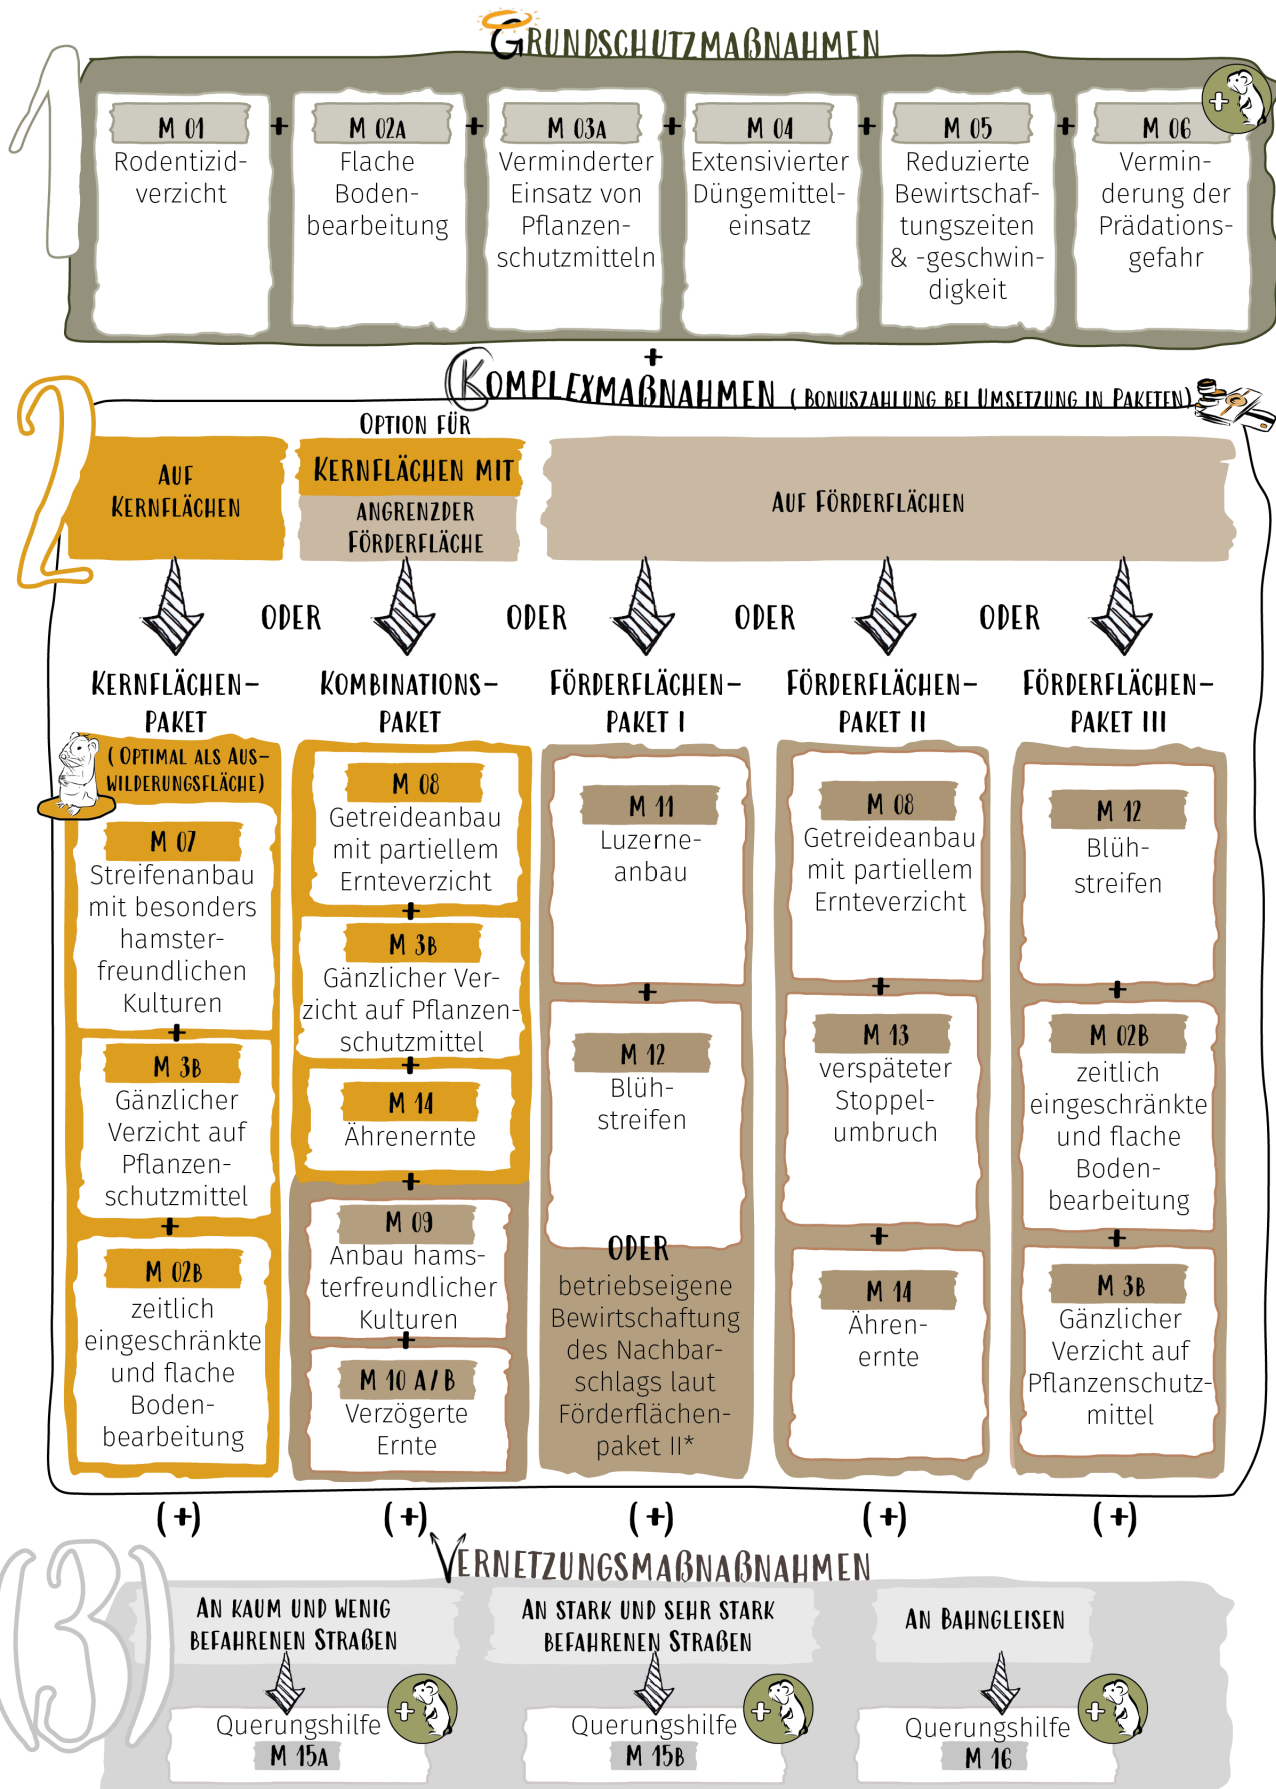 1
GRUNDSCHUTZMAẞNAHMEN
M 01
Rodentizid-
verzicht
+
M 02A
Flache
Boden-
bearbeitung
+
M 03A
Verminderter
Einsatz von
Pflanzen-
schutzmitteln
+
M 04
Extensivierter
Düngemittel-
einsatz
+
M 05
Reduzierte
Bewirtschaf-
tungszeiten
& -geschwin-
digkeit
+
M 06
Vermin-
derung der
Prädations-
gefahr
+
+
2
KOMPLEXMAẞNAHMEN (BONUSZAHLUNG BEI UMSETZUNG IN PAKETEN)
AUF
KERNFLÄCHEN
OPTION FÜR
KERNFLÄCHEN MIT
ANGRENZDER
FÖRDERFLÄCHE
AUF FÖRDERFLÄCHEN
ODER
ODER
ODER
ODER
KERNFLÄCHEN-
PAKET
(OPTIMAL ALS AUS-
WILDERUNGSFLÄCHE)
M 07
Streifenanbau
mit besonders
hamster-
freundlichen
Kulturen
+
M 3B
Gänzlicher
Verzicht auf
Pflanzen-
schutzmittel
+
M 02B
zeitlich
eingeschränkte
und flache
Boden-
bearbeitung
KOMBINATIONS-
PAKET
M 08
Getreideanbau
mit partiellem
Ernteverzicht
+
M 3B
Gänzlicher Ver-
zicht auf Pflanzen-
schutzmittel
+
M 14
Ährenernte
+
M 09
Anbau hams-
terfreundlicher
Kulturen
+
M 10 A/B
Verzögerte
Ernte
FÖRDERFLÄCHEN-
PAKET I
M 11
Luzerne-
anbau
+
M 12
Blüh-
streifen
ODER
betriebseigene
Bewirtschaftung
des Nachbar-
schlags laut
Förderflächen-
paket II*
FÖRDERFLÄCHEN-
PAKET II
M 08
Getreideanbau
mit partiellem
Ernteverzicht
+
M 13
verspäteter
Stoppel-
umbruch
+
M 14
Ähren-
ernte
FÖRDERFLÄCHEN-
PAKET III
M 12
Blüh-
streifen
+
M 02B
zeitlich
eingeschränkte
und flache
Boden-
bearbeitung
+
M 3B
Gänzlicher
Verzicht auf
Pflanzenschutz-
mittel
(+) (+) (+) (+) (+)
(3)
VERNETZUNGSMAẞNAẞNAHMEN
AN KAUM UND WENIG
BEFAHRENEN STRAẞEN
Querungshilfe
M 15A
+
AN STARK UND SEHR STARK
BEFAHRENEN STRAẞEN
Querungshilfe
M 15B
+
AN BAHNGLEISEN
Querungshilfe
M 16
+